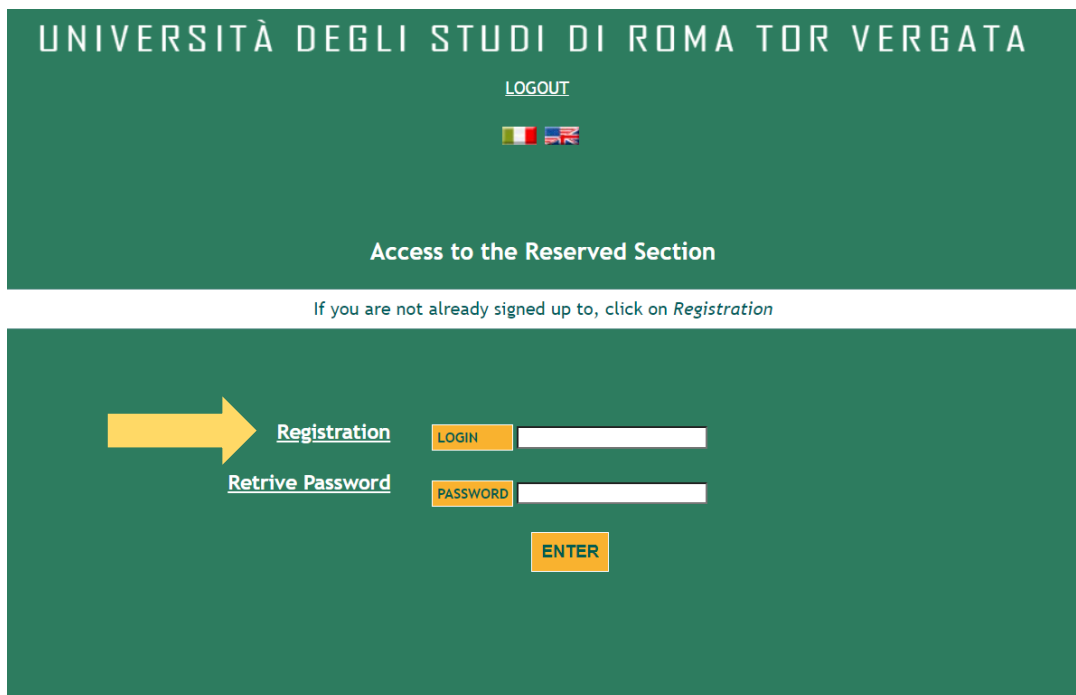 UNIVERSITÀ DEGLI STUDI DI ROMA TOR VERGATA
LOGOUT
Access to the Reserved Section
If you are not already signed up to, click on Registration
Registration
LOGIN
Retrive Password
PASSWORD
ENTER